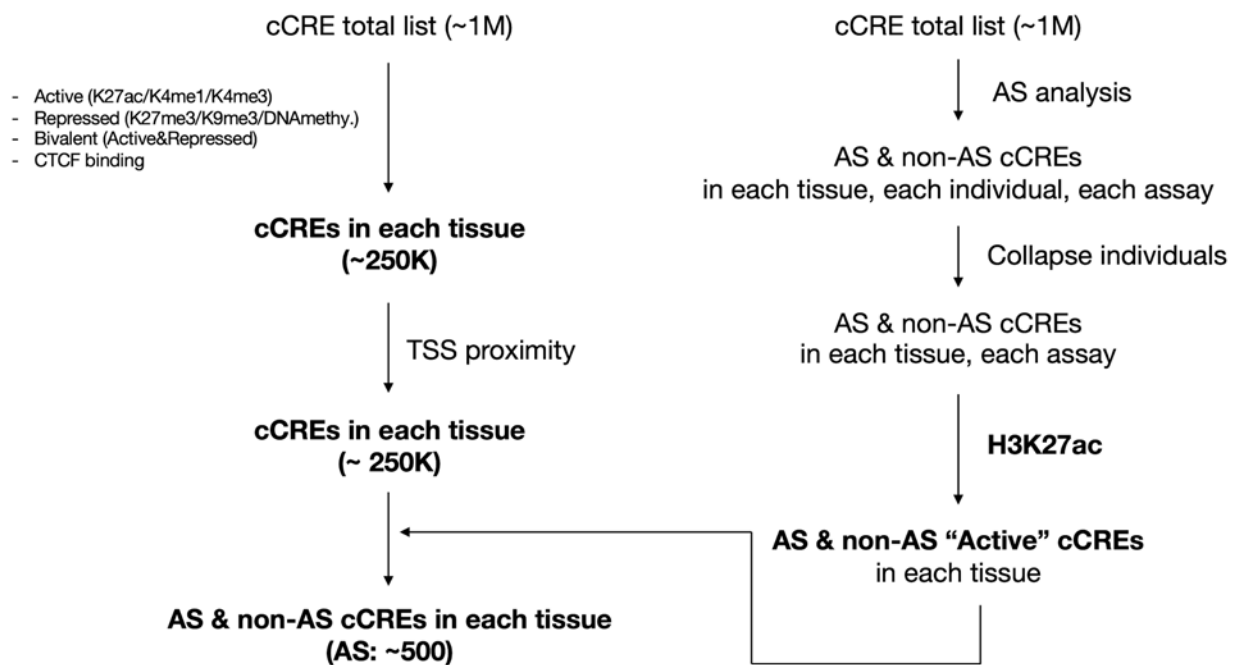 cCRE total list (~1M)
- Active (K27ac/K4me1/K4me3)
- Repressed (K27me3/K9me3/DNAmethy.)
- Bivalent (Active&Repressed)
- CTCF binding
cCREs in each tissue
(~250K)
TSS proximity
cCREs in each tissue
(~ 250K)
AS & non-AS cCREs in each tissue
(AS: ~500)
cCRE total list (~1M)
AS analysis
AS & non-AS cCREs
in each tissue, each individual, each assay
Collapse individuals
AS & non-AS cCREs
in each tissue, each assay
H3K27ac
AS & non-AS “Active” cCREs
in each tissue